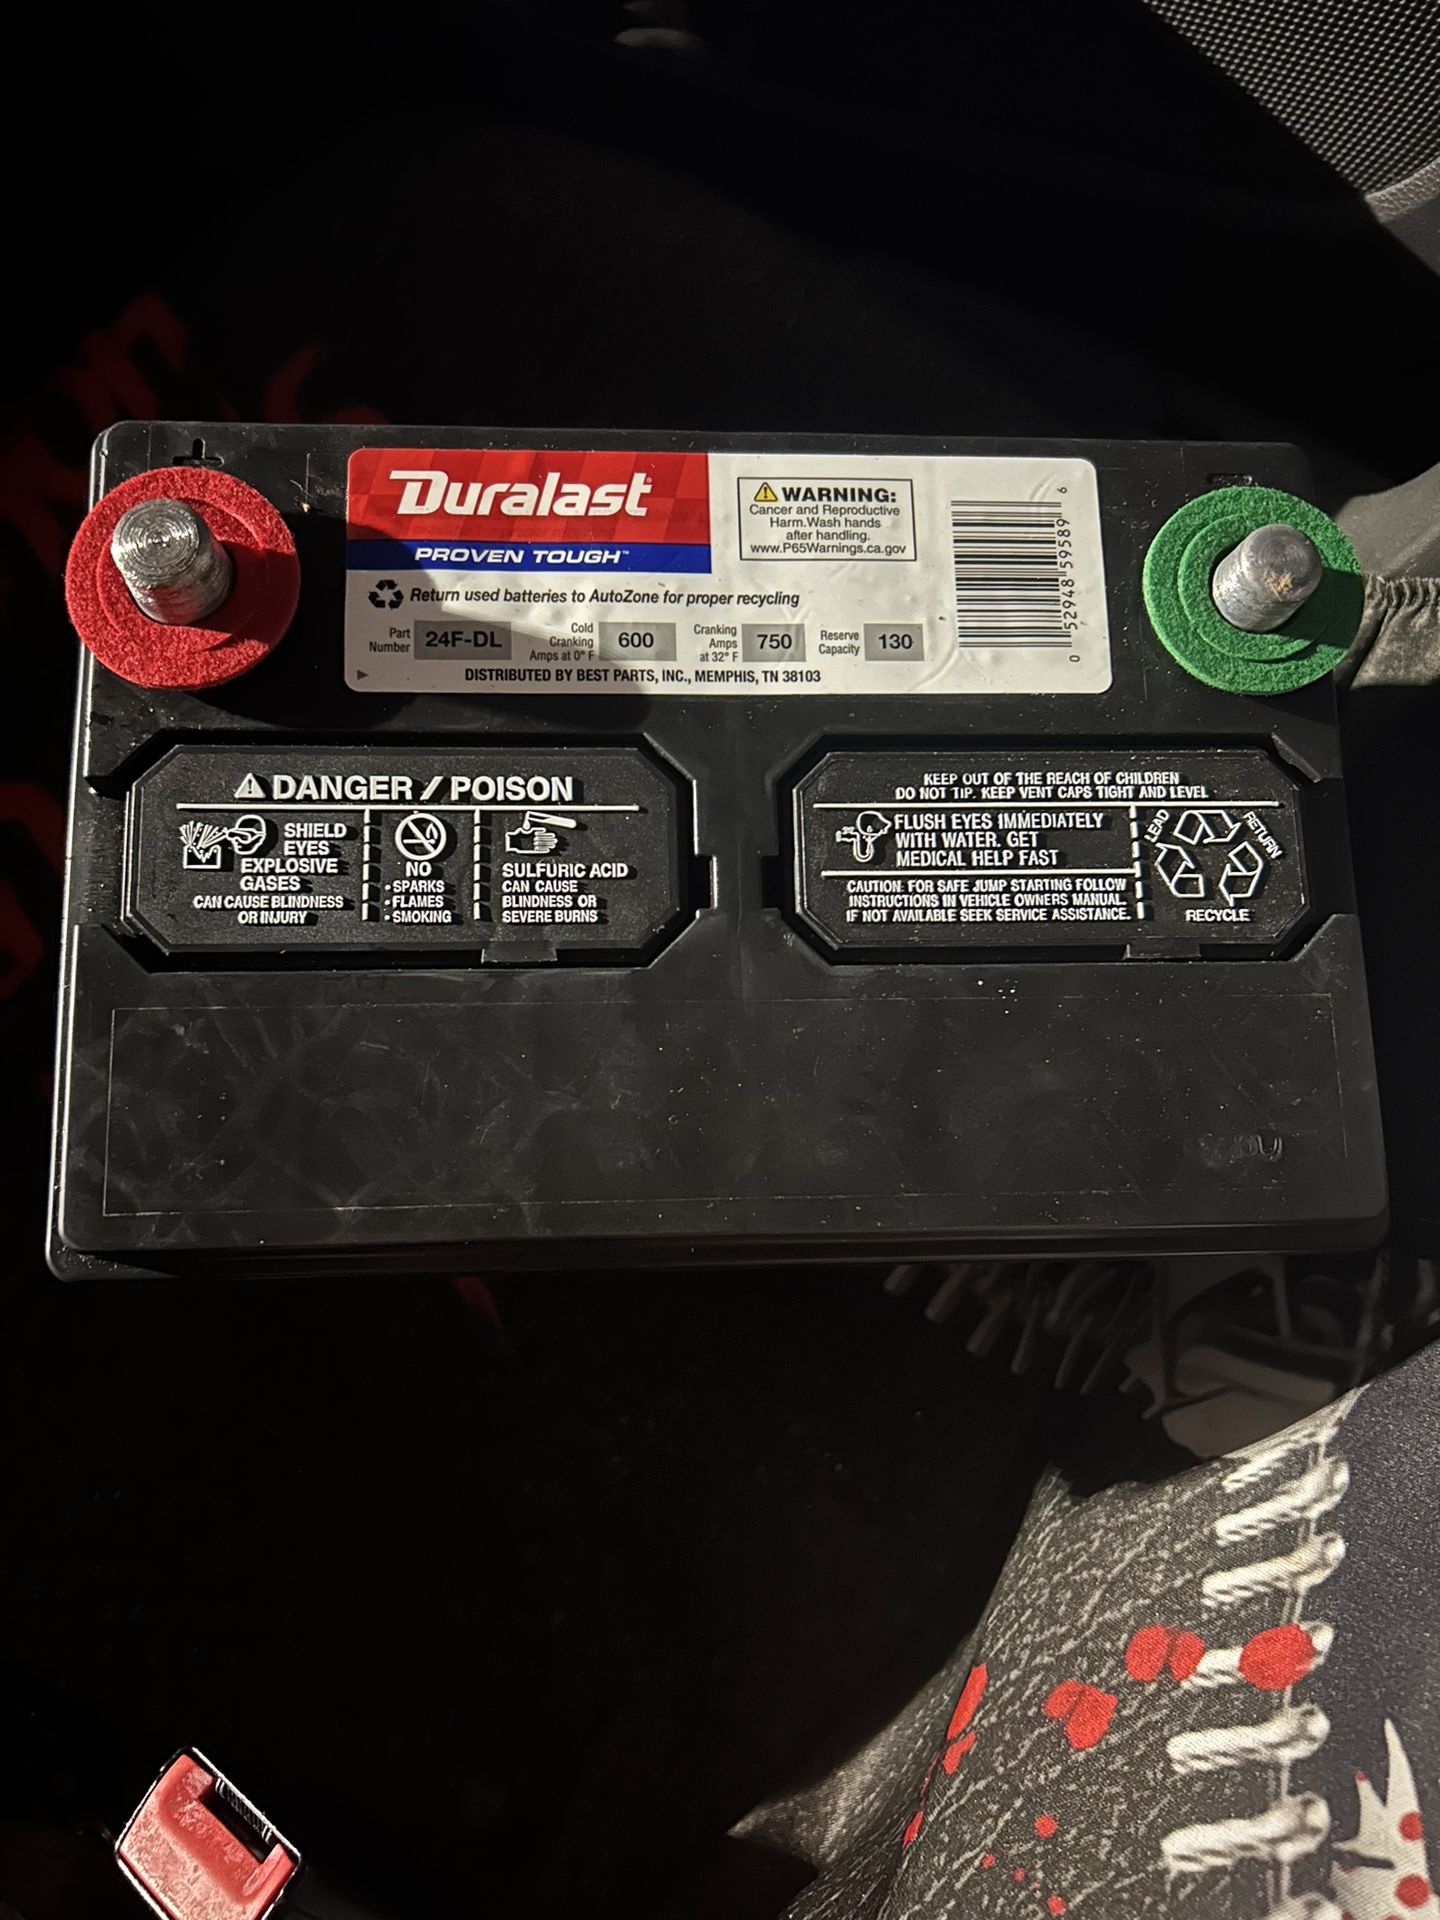 Duralast
PROVEN TOUGH™
WARNING:
Cancer and Reproductive
Harm.Wash hands
after handling.
www.P65Warnings.ca.gov
Return used batteries to AutoZone for proper recycling
Part Number 24F-DL Cold Cranking Amps at 0° F 600 Cranking Amps at 32° F 750 Reserve Capacity 130
DISTRIBUTED BY BEST PARTS, INC., MEMPHIS, TN 38103
0 52948 59589 6
DANGER / POISON
SHIELD
EYES
EXPLOSIVE
GASES
CAN CAUSE BLINDNESS
OR INJURY
NO
• SPARKS
• FLAMES
• SMOKING
SULFURIC ACID
CAN CAUSE
BLINDNESS OR
SEVERE BURNS
KEEP OUT OF THE REACH OF CHILDREN
DO NOT TIP. KEEP VENT CAPS TIGHT AND LEVEL
FLUSH EYES IMMEDIATELY
WITH WATER. GET
MEDICAL HELP FAST
CAUTION: FOR SAFE JUMP STARTING FOLLOW
INSTRUCTIONS IN VEHICLE OWNERS MANUAL.
IF NOT AVAILABLE SEEK SERVICE ASSISTANCE.
LEAD
RETURN
RECYCLE